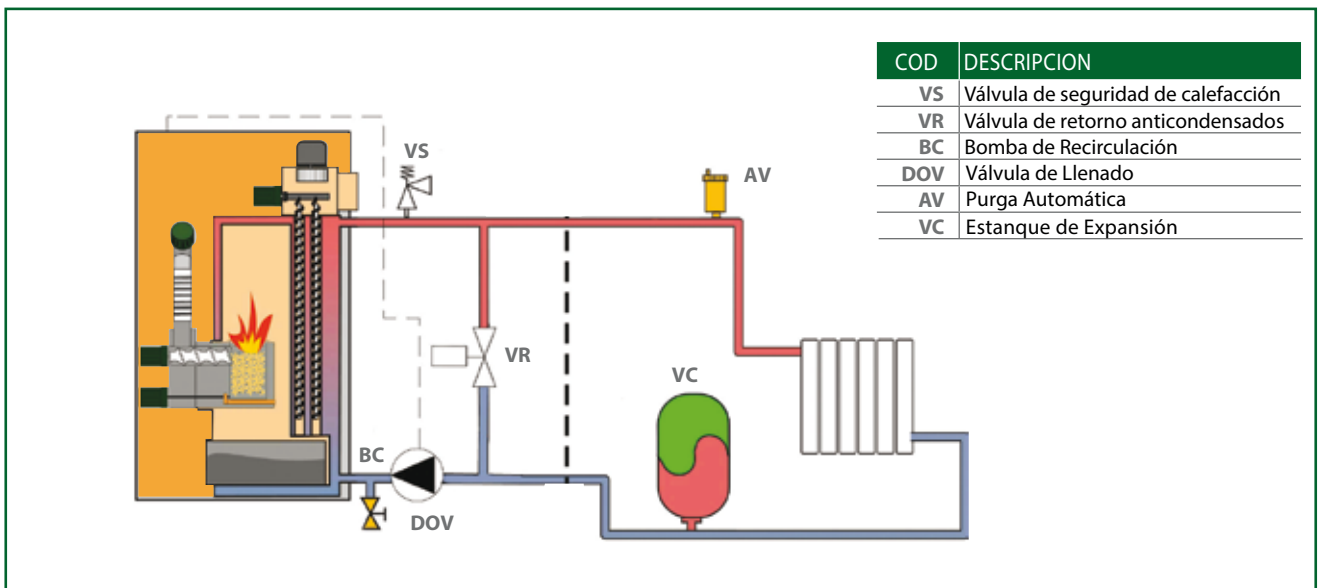 COD DESCRIPCION
VS Válvula de seguridad de calefacción
VR Válvula de retorno anticondensados
BC Bomba de Recirculación
DOV Válvula de Llenado
AV Purga Automática
VC Estanque de Expansión
VS
AV
VR
VC
BC
DOV